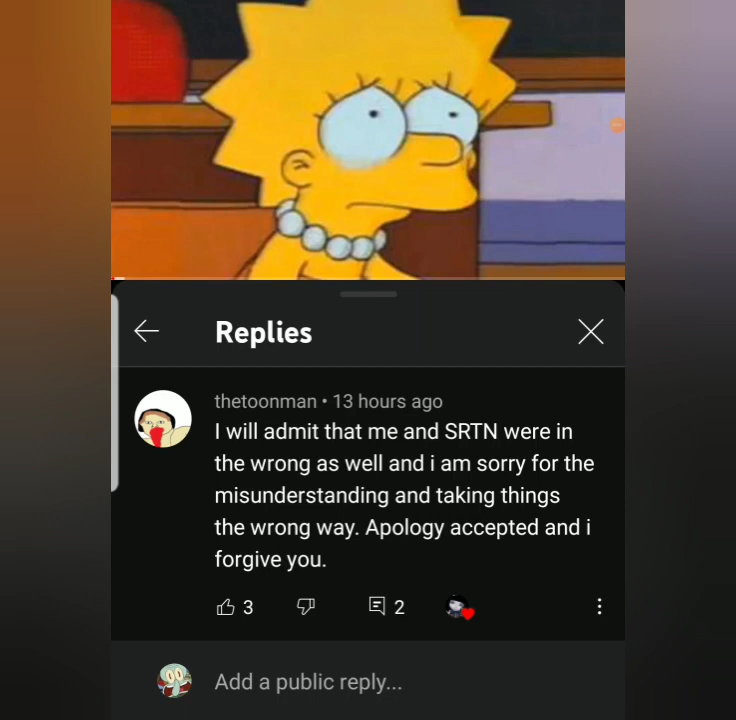 Replies
thetoonman • 13 hours ago
I will admit that me and SRTN were in
the wrong as well and i am sorry for the
misunderstanding and taking things
the wrong way. Apology accepted and i
forgive you.
3
2
Add a public reply...